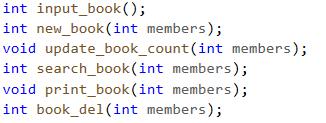 int input_book();
int new_book(int members);
void update_book_count(int members);
int search_book(int members);
void print_book(int members);
int book_del(int members);